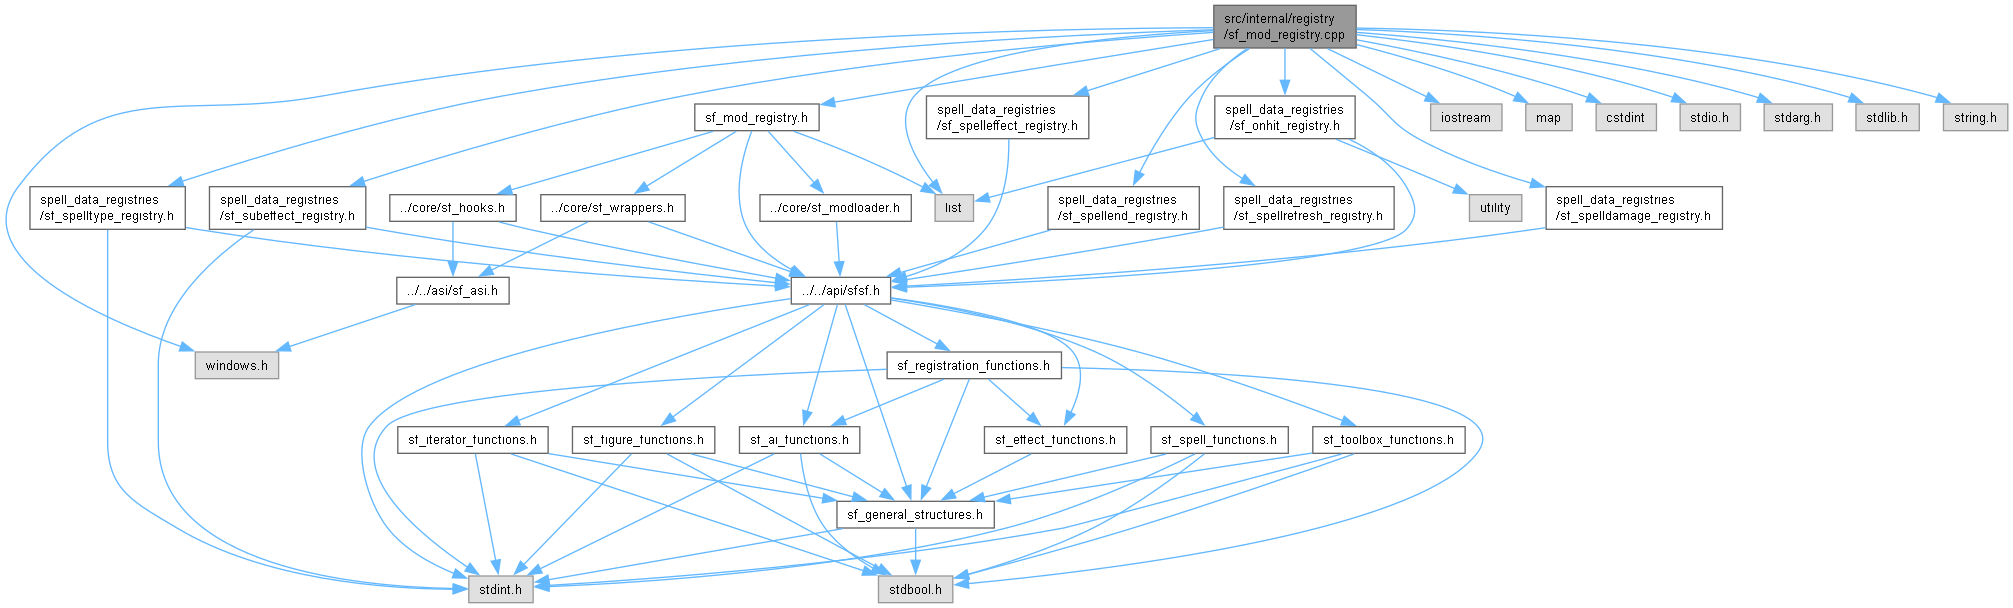 src/internal/registry
/sf_mod_registry.cpp
sf_mod_registry.h
spell_data_registries
/sf_spelleffect_registry.h
spell_data_registries
/sf_onhit_registry.h
iostream
map
cstdint
stdio.h
stdarg.h
stdlib.h
string.h
spell_data_registries
/sf_spelltype_registry.h
spell_data_registries
/sf_subeffect_registry.h
../core/sf_hooks.h
../core/sf_wrappers.h
../core/sf_modloader.h
list
spell_data_registries
/sf_spellend_registry.h
spell_data_registries
/sf_spellrefresh_registry.h
utility
spell_data_registries
/sf_spelldamage_registry.h
../../asi/sf_asi.h
../../api/sfsf.h
windows.h
sf_registration_functions.h
sf_iterator_functions.h
sf_figure_functions.h
sf_ai_functions.h
sf_effect_functions.h
sf_spell_functions.h
sf_toolbox_functions.h
sf_general_structures.h
stdint.h
stdbool.h